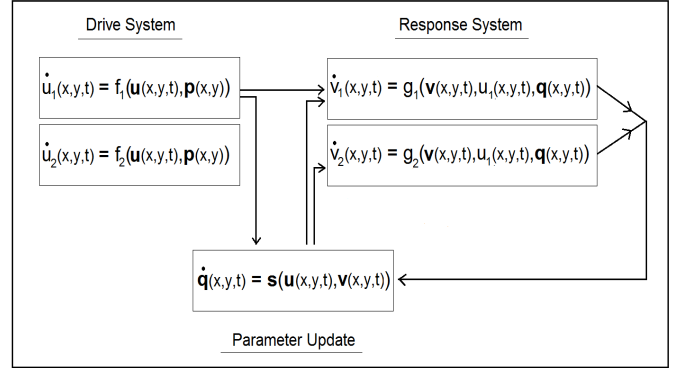 Drive System
Response System
u̇₁(x,y,t) = f₁(u(x,y,t),p(x,y))
v̇₁(x,y,t) = g₁(v(x,y,t),u₁(x,y,t),q(x,y,t))
u̇₂(x,y,t) = f₂(u(x,y,t),p(x,y))
v̇₂(x,y,t) = g₂(v(x,y,t),u₁(x,y,t),q(x,y,t))
q̇(x,y,t) = s(u(x,y,t),v(x,y,t))
Parameter Update